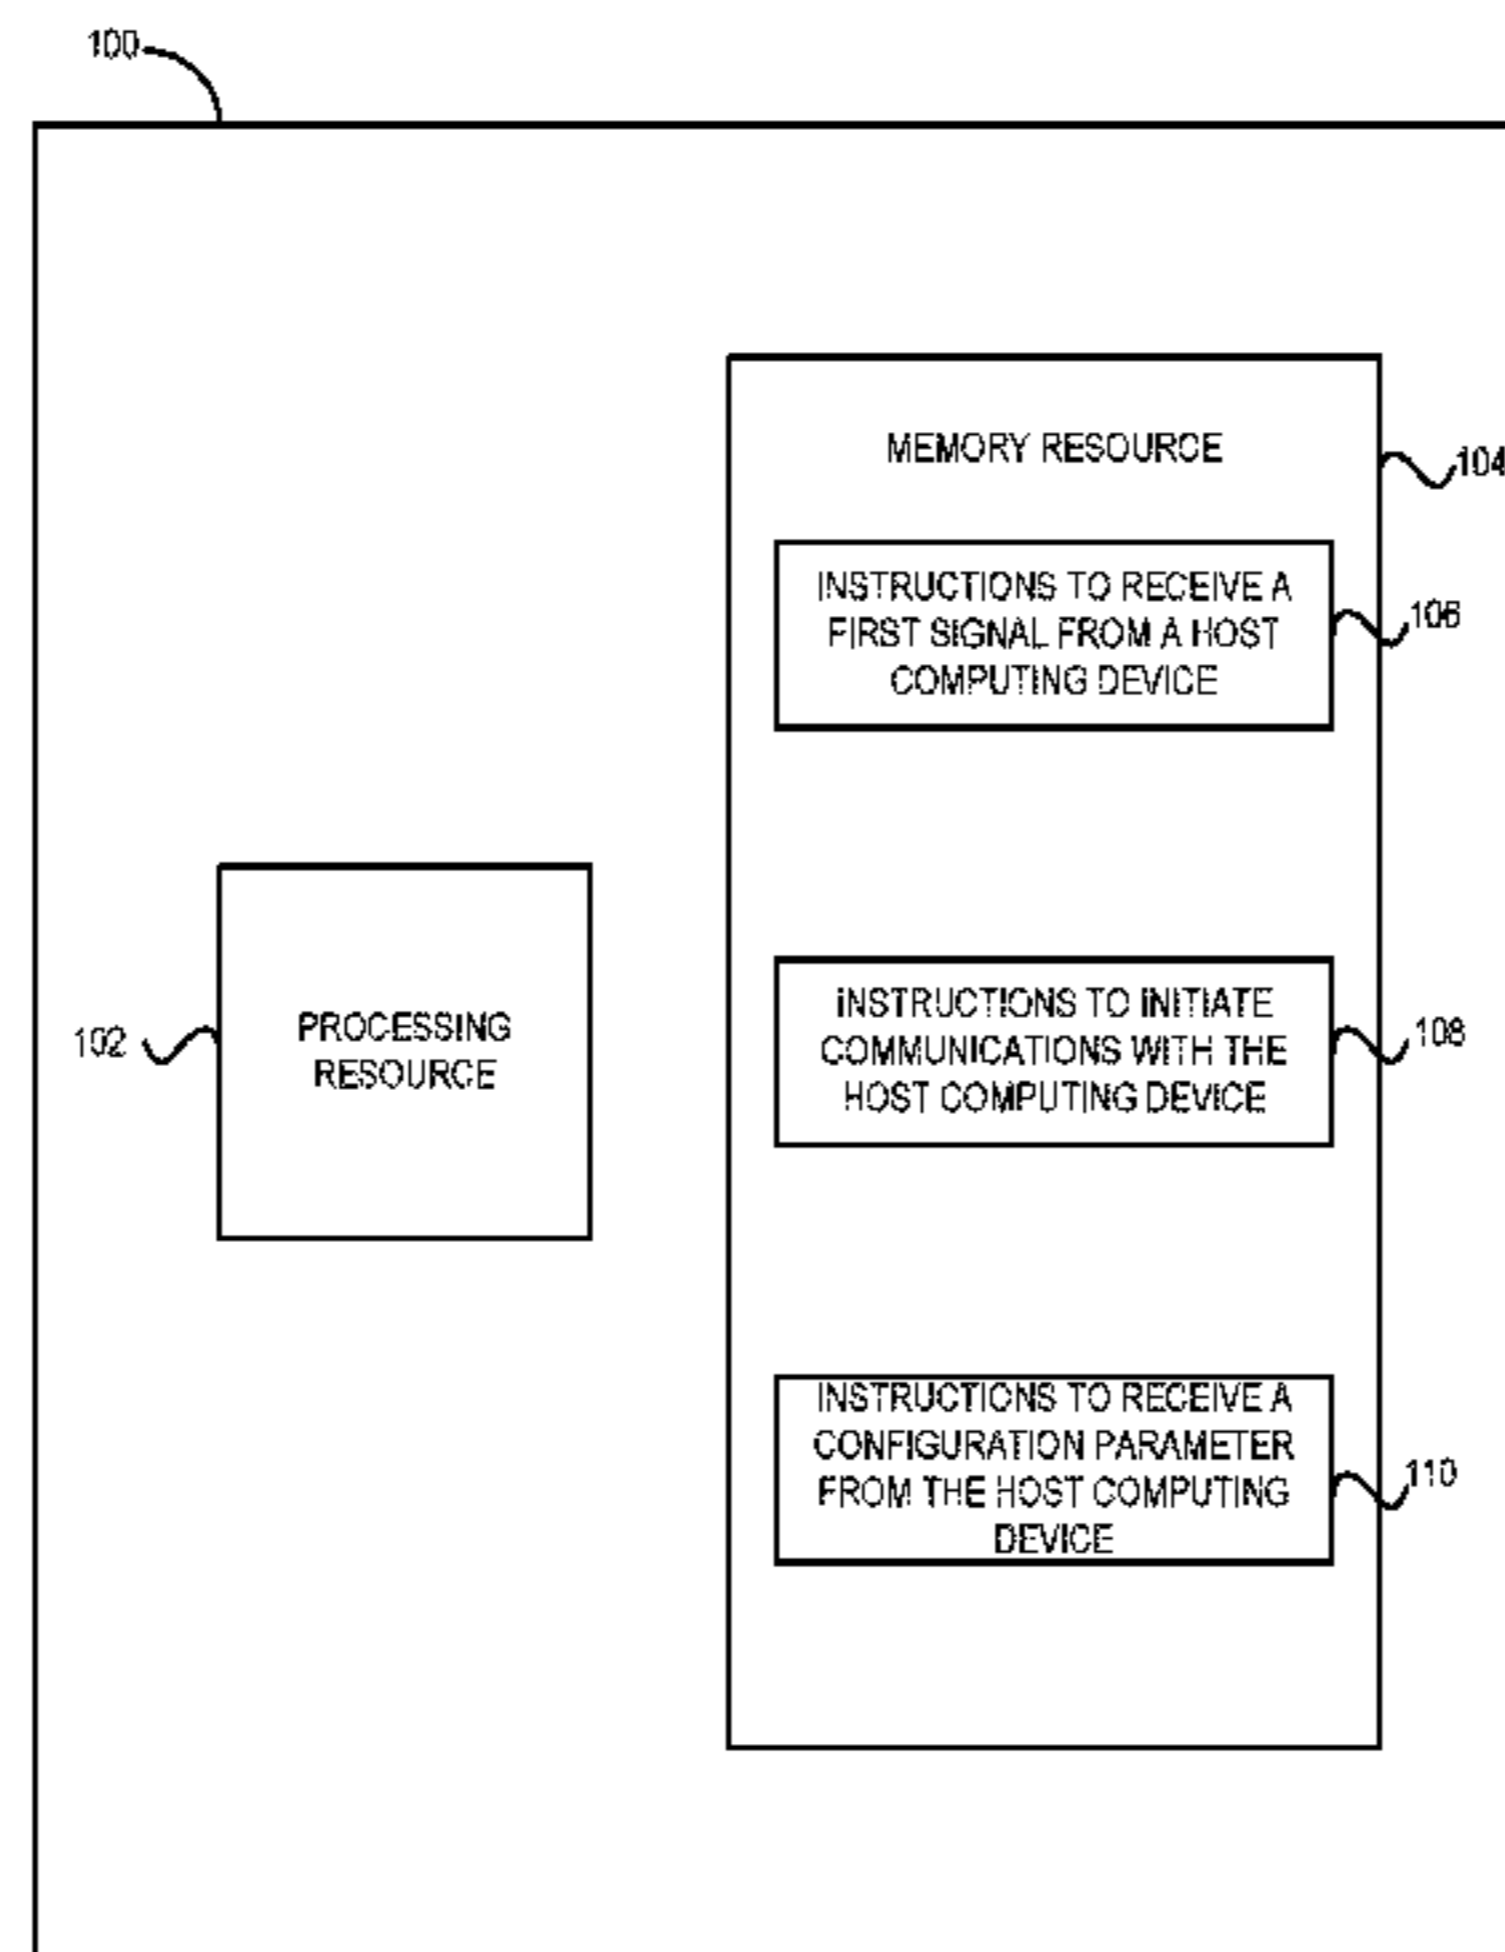 100
MEMORY RESOURCE
104
INSTRUCTIONS TO RECEIVE A
FIRST SIGNAL FROM A HOST
COMPUTING DEVICE
106
PROCESSING
RESOURCE
102
INSTRUCTIONS TO INITIATE
COMMUNICATIONS WITH THE
HOST COMPUTING DEVICE
108
INSTRUCTIONS TO RECEIVE A
CONFIGURATION PARAMETER
FROM THE HOST COMPUTING
DEVICE
110